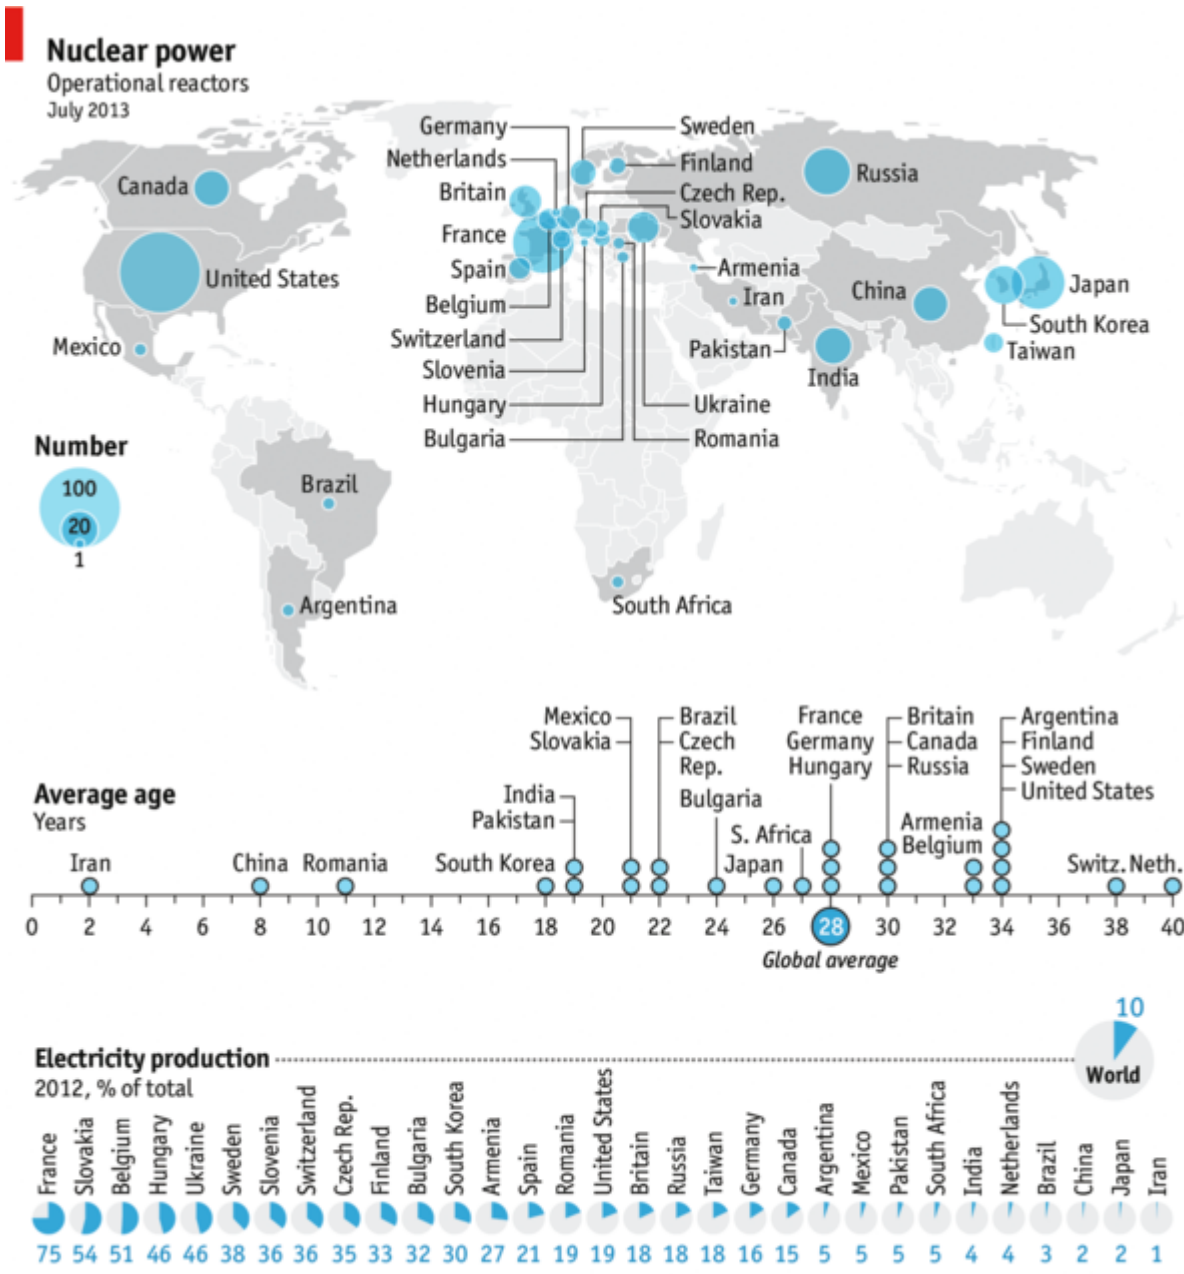 Nuclear power
Operational reactors
July 2013
Germany
Sweden
Netherlands
Finland
Canada
Britain
Czech Rep.
Russia
Slovakia
France
United States
Spain
Armenia
Iran
China
Japan
Belgium
South Korea
Mexico
Switzerland
Pakistan
Taiwan
Slovenia
India
Hungary
Ukraine
Bulgaria
Romania
Number
100
20
1
Brazil
Argentina
South Africa
Average age
Years
Iran
China
Romania
South Korea
India
Pakistan
Mexico
Slovakia
Brazil
Czech
Rep.
Bulgaria
Japan
S. Africa
France
Germany
Hungary
Britain
Canada
Russia
Armenia
Belgium
Argentina
Finland
Sweden
United States
Switz. Neth.
0 2 4 6 8 10 12 14 16 18 20 22 24 26 28 30 32 34 36 38 40
Global average
Electricity production
2012, % of total
10
World
France Slovakia Belgium Hungary Ukraine Sweden Slovenia Switzerland Czech Rep. Finland Bulgaria South Korea Armenia Spain Romania United States Britain Russia Taiwan Germany Canada Argentina Mexico Pakistan South Africa India Netherlands Brazil China Japan Iran
75 54 51 46 46 38 36 36 35 33 32 30 27 21 19 19 18 18 18 16 15 5 5 5 5 4 4 3 2 2 1